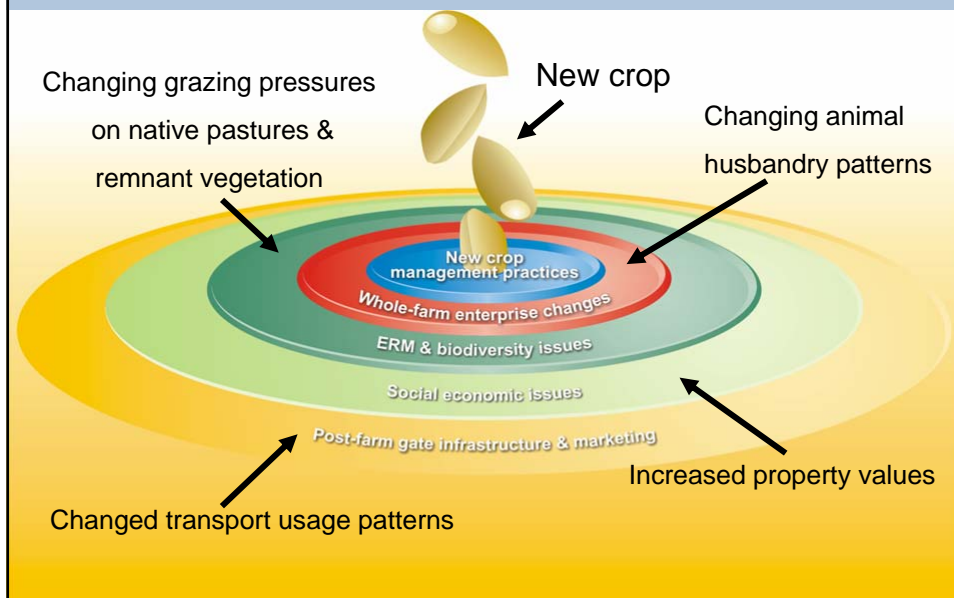 New crop
Changing grazing pressures
on native pastures &
remnant vegetation
Changing animal
husbandry patterns
New crop
management practices
Whole-farm enterprise changes
ERM & biodiversity issues
Social economic issues
Post-farm gate infrastructure & marketing
Increased property values
Changed transport usage patterns